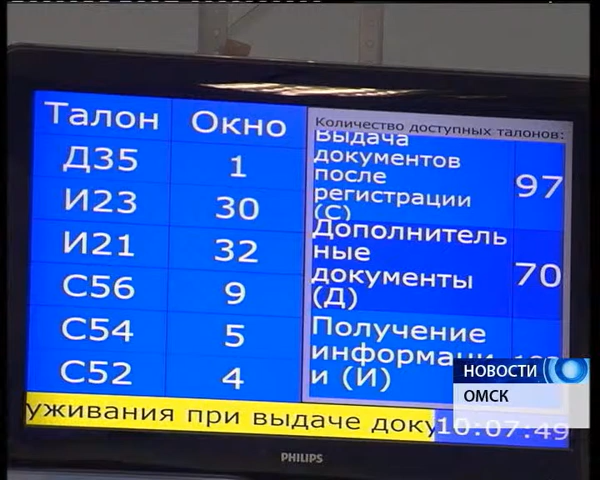 Талон Окно
Д35 1
И23 30
И21 32
С56 9
С54 5
С52 4
Количество доступных талонов:
Выдача
документов
после
регистрации
(С)
97
Дополнитель
ные
документы
(Д)
70
Получение
информаци
и (И)
уживания при выдаче доку
10:07:49
НОВОСТИ
ОМСК
PHILIPS